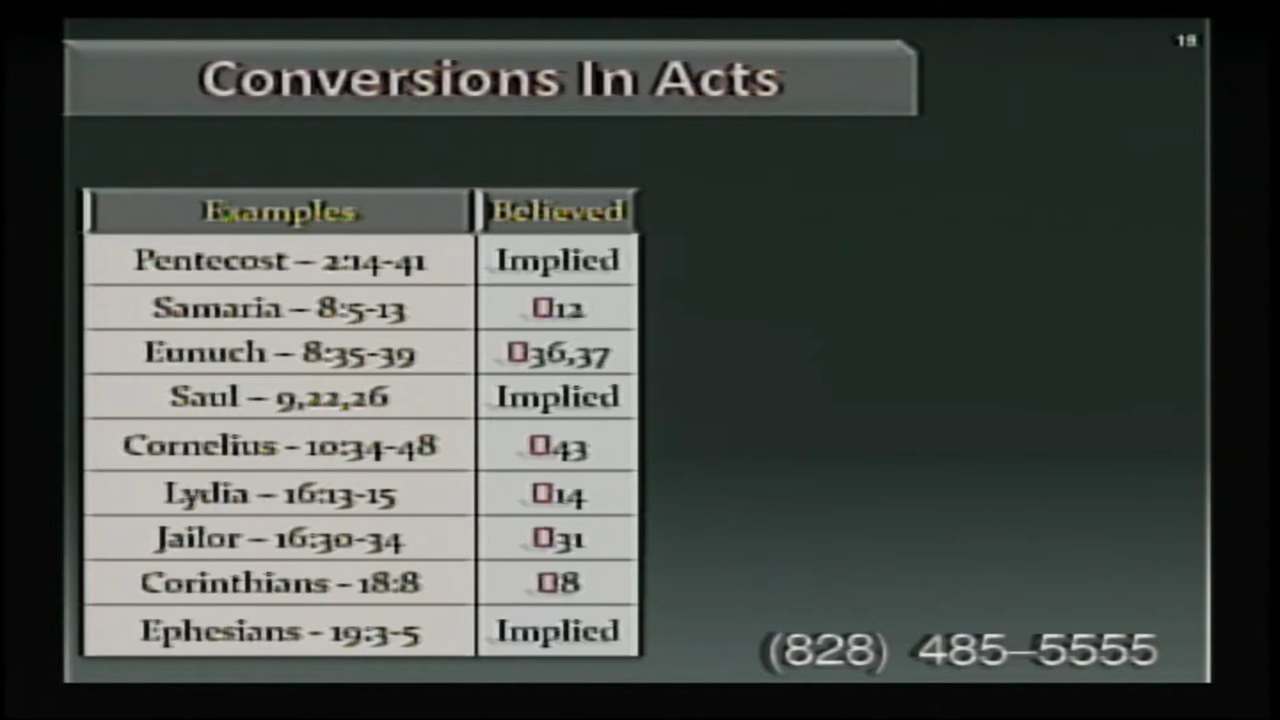 18
Conversions In Acts
Examples Believed
Pentecost – 2:14-41 Implied
Samaria – 8:5-13 12
Eunuch – 8:35-39 36,37
Saul – 9,22,26 Implied
Cornelius - 10:34-48 43
Lydia – 16:13-15 14
Jailor – 16:30-34 31
Corinthians - 18:8 8
Ephesians - 19:3-5 Implied
(828) 485–5555